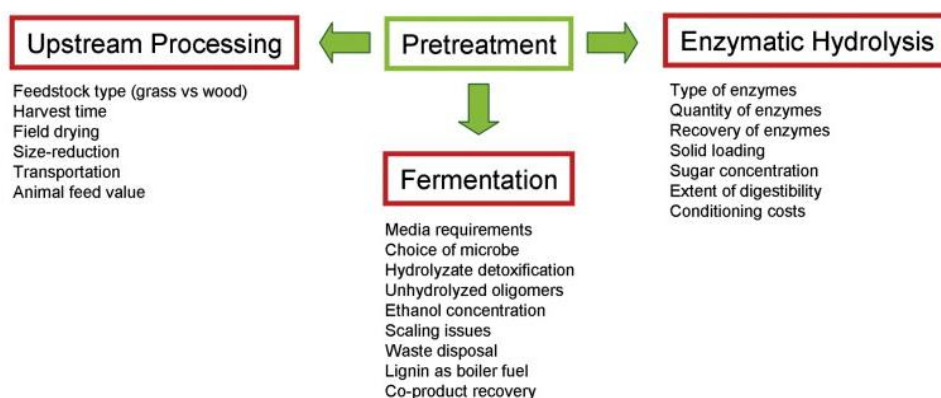 Upstream Processing
Pretreatment
Enzymatic Hydrolysis
Feedstock type (grass vs wood)
Harvest time
Field drying
Size-reduction
Transportation
Animal feed value
Fermentation
Media requirements
Choice of microbe
Hydrolyzate detoxification
Unhydrolyzed oligomers
Ethanol concentration
Scaling issues
Waste disposal
Lignin as boiler fuel
Co-product recovery
Type of enzymes
Quantity of enzymes
Recovery of enzymes
Solid loading
Sugar concentration
Extent of digestibility
Conditioning costs